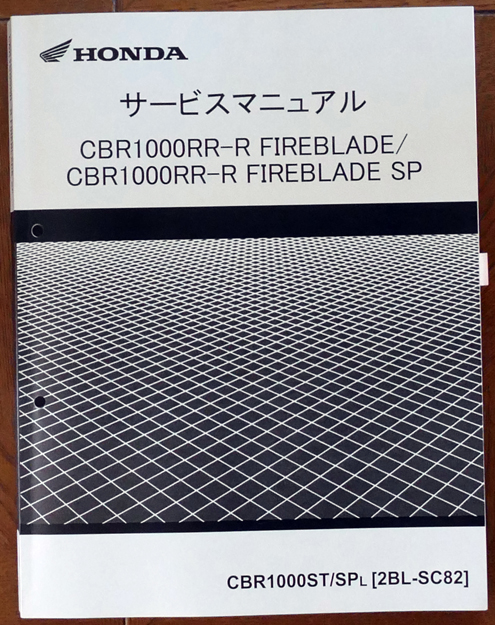 HONDA
サービスマニュアル
CBR1000RR-R FIREBLADE/
CBR1000RR-R FIREBLADE SP
CBR1000ST/SPL [2BL-SC82]